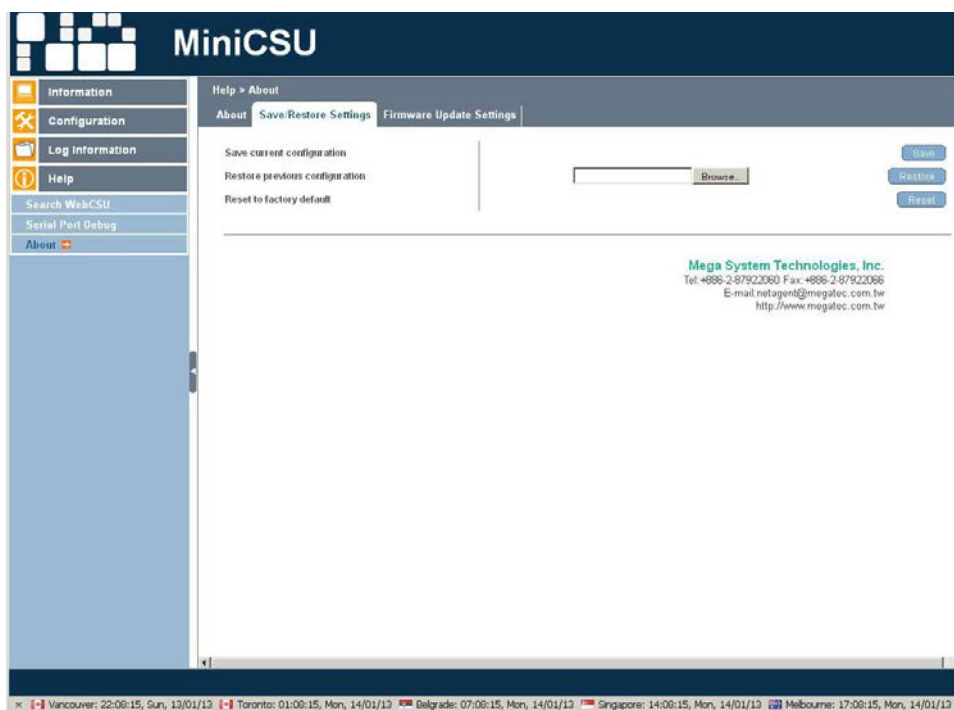 MiniCSU
Information
Configuration
Log Information
Help
Search WebCSU
Serial Port Debug
About
Help > About
About Save/Restore Settings Firmware Update Settings
Save current configuration Save
Restore previous configuration Browse... Restore
Reset to factory default Reset
Mega System Technologies, Inc.
Tel:+886-2-87922060 Fax:+886-2-87922066
E-mail:netagent@megatec.com.tw
http://www.megatec.com.tw
× Vancouver: 22:08:15, Sun, 13/01/13 Toronto: 01:08:15, Mon, 14/01/13 Belgrade: 07:08:15, Mon, 14/01/13 Singapore: 14:08:15, Mon, 14/01/13 Melbourne: 17:08:15, Mon, 14/01/13